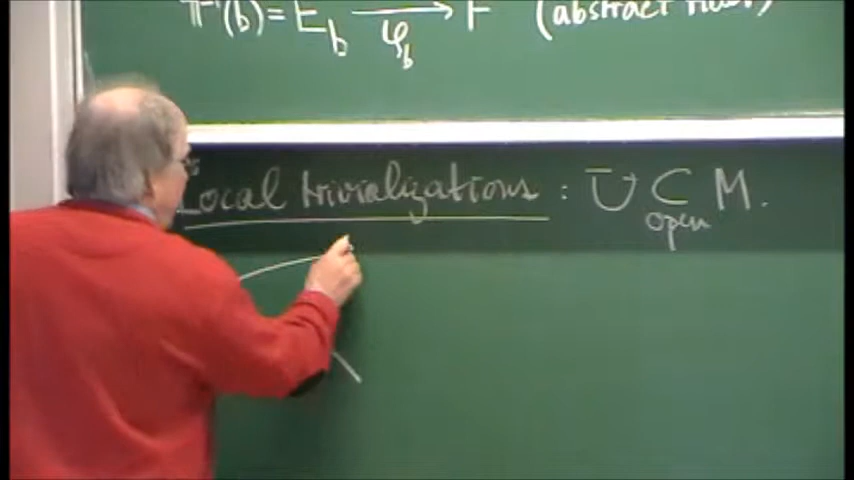 π⁻¹(b) = E_b ⟶ F (abstract
φ_b
Local trivializations : U ⊂ M.
open